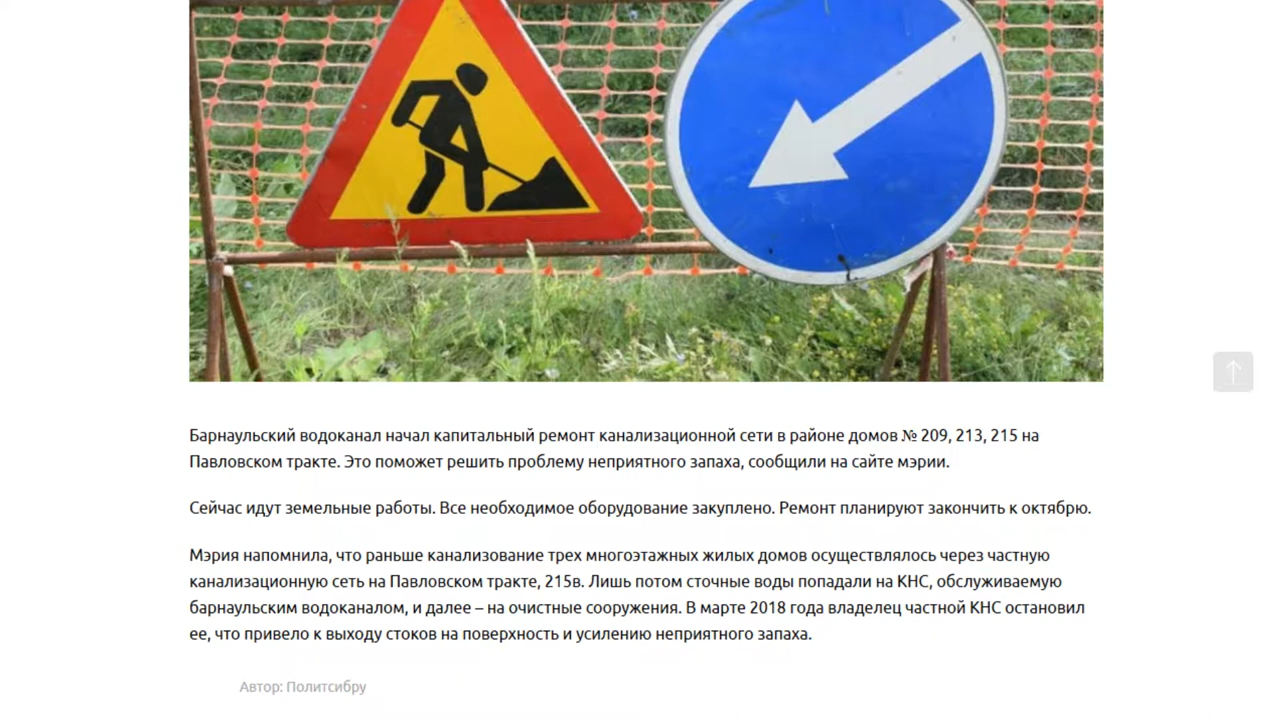 Барнаульский водоканал начал капитальный ремонт канализационной сети в районе домов № 209, 213, 215 на
Павловском тракте. Это поможет решить проблему неприятного запаха, сообщили на сайте мэрии.
Сейчас идут земельные работы. Все необходимое оборудование закуплено. Ремонт планируют закончить к октябрю.
Мэрия напомнила, что раньше канализование трех многоэтажных жилых домов осуществлялось через частную
канализационную сеть на Павловском тракте, 215в. Лишь потом сточные воды попадали на КНС, обслуживаемую
барнаульским водоканалом, и далее – на очистные сооружения. В марте 2018 года владелец частной КНС остановил
ее, что привело к выходу стоков на поверхность и усилению неприятного запаха.
Автор: Политсибру